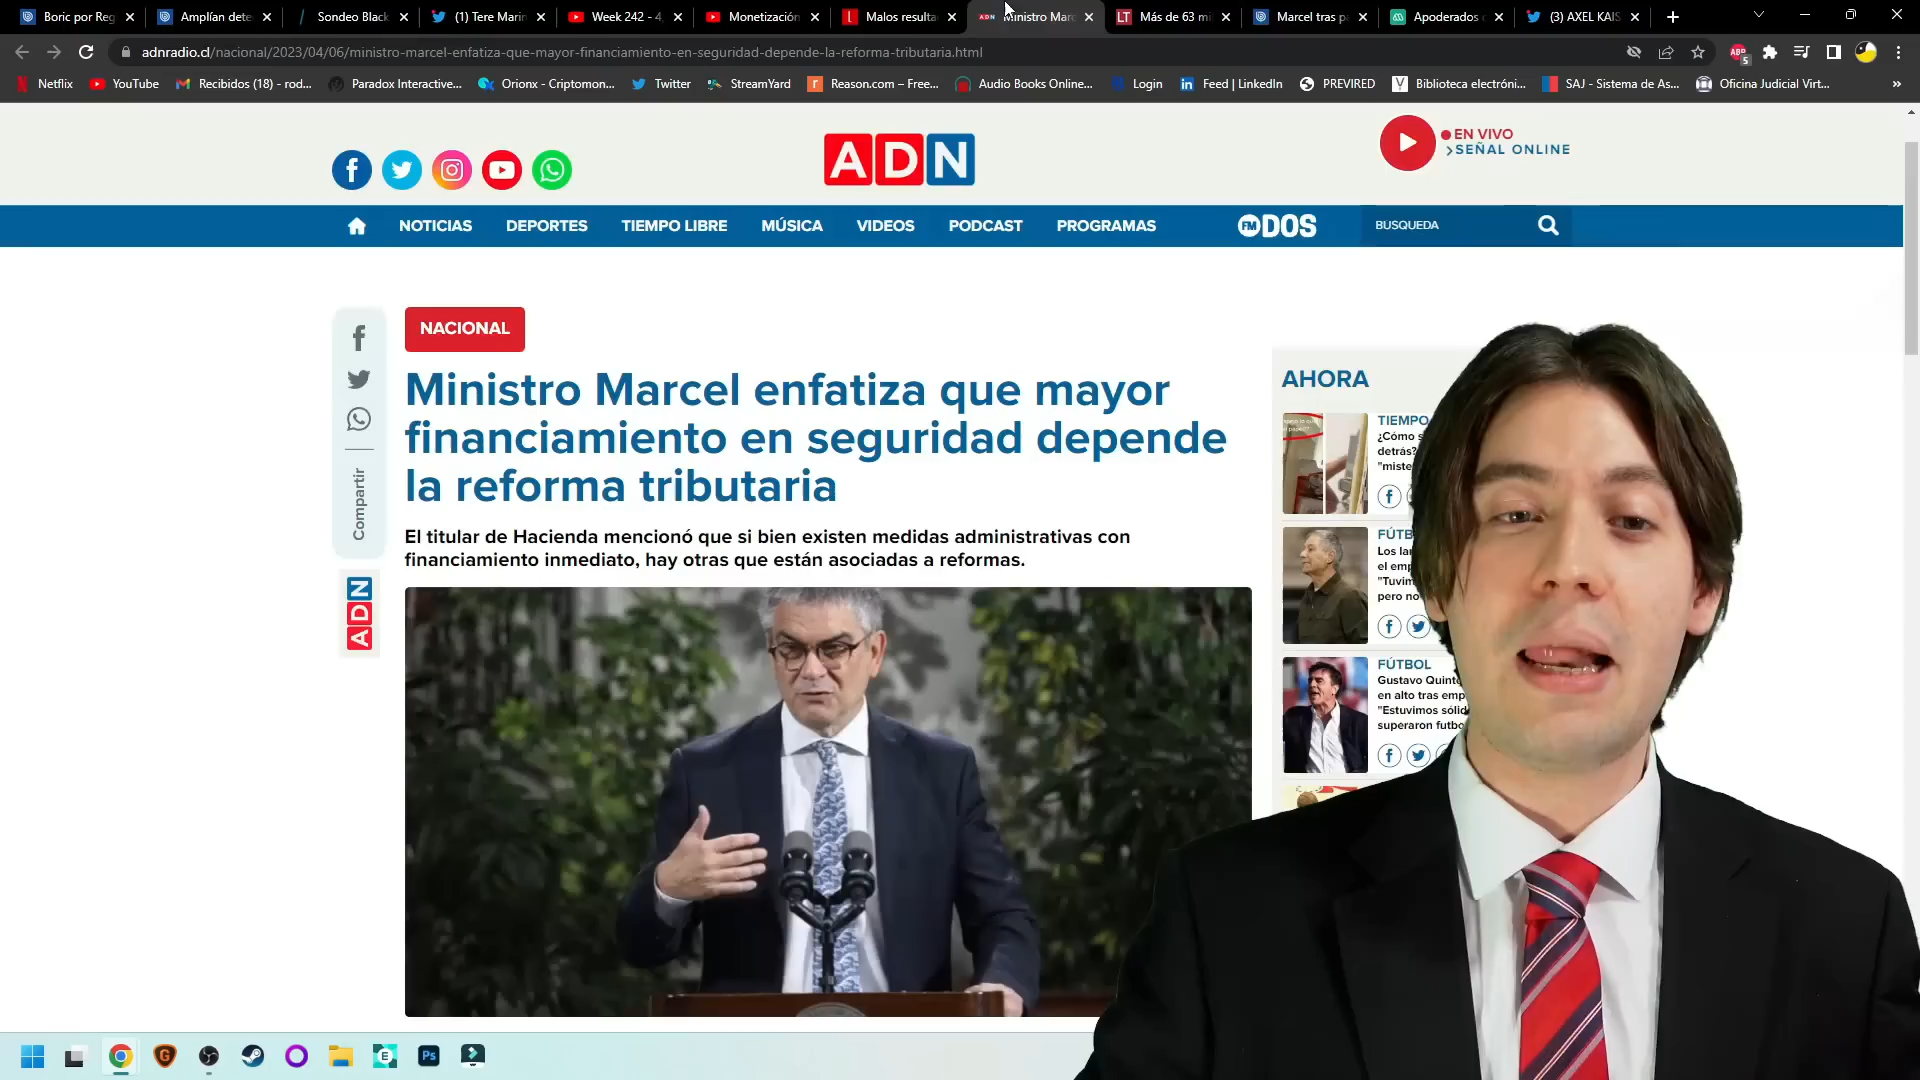 Boric por Reg
Amplían dete
Sondeo Black
(1) Tere Marin
Week 242 - 4
Monetización
Malos resulta
Ministro Marc
Más de 63 mi
Marcel tras p
Apoderados
(3) AXEL KAIS
adnradio.cl/nacional/2023/04/06/ministro-marcel-enfatiza-que-mayor-financiamiento-en-seguridad-depende-la-reforma-tributaria.html
5
Netflix
YouTube
Recibidos (18) - rod...
Paradox Interactive...
Orionx - Criptomon...
Twitter
StreamYard
Reason.com – Free...
Audio Books Online...
Login
Feed | LinkedIn
PREVIRED
Biblioteca electróni...
SAJ - Sistema de As...
Oficina Judicial Virt...
»
ADN
EN VIVO
SEÑAL ONLINE
NOTICIAS
DEPORTES
TIEMPO LIBRE
MÚSICA
VIDEOS
PODCAST
PROGRAMAS
FM DOS
BUSQUEDA
Compartir
ADN
NACIONAL
Ministro Marcel enfatiza que mayor
financiamiento en seguridad depende
la reforma tributaria
El titular de Hacienda mencionó que si bien existen medidas administrativas con
financiamiento inmediato, hay otras que están asociadas a reformas.
AHORA
TIEMPO
¿Cómo s
detrás?
"miste
FÚTB
Los lar
el emp
"Tuvim
pero no
FÚTBOL
Gustavo Quinte
en alto tras emp
"Estuvimos sólid
superaron futbo
Ps